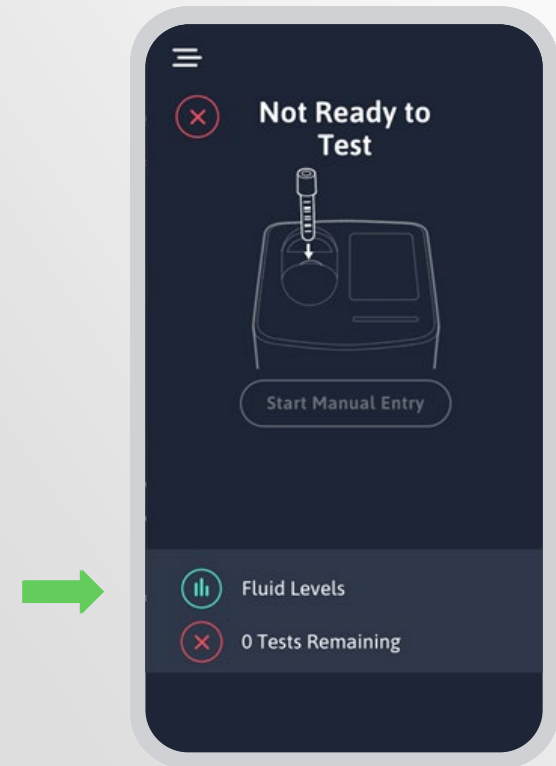 Not Ready to
Test
Start Manual Entry
Fluid Levels
0 Tests Remaining